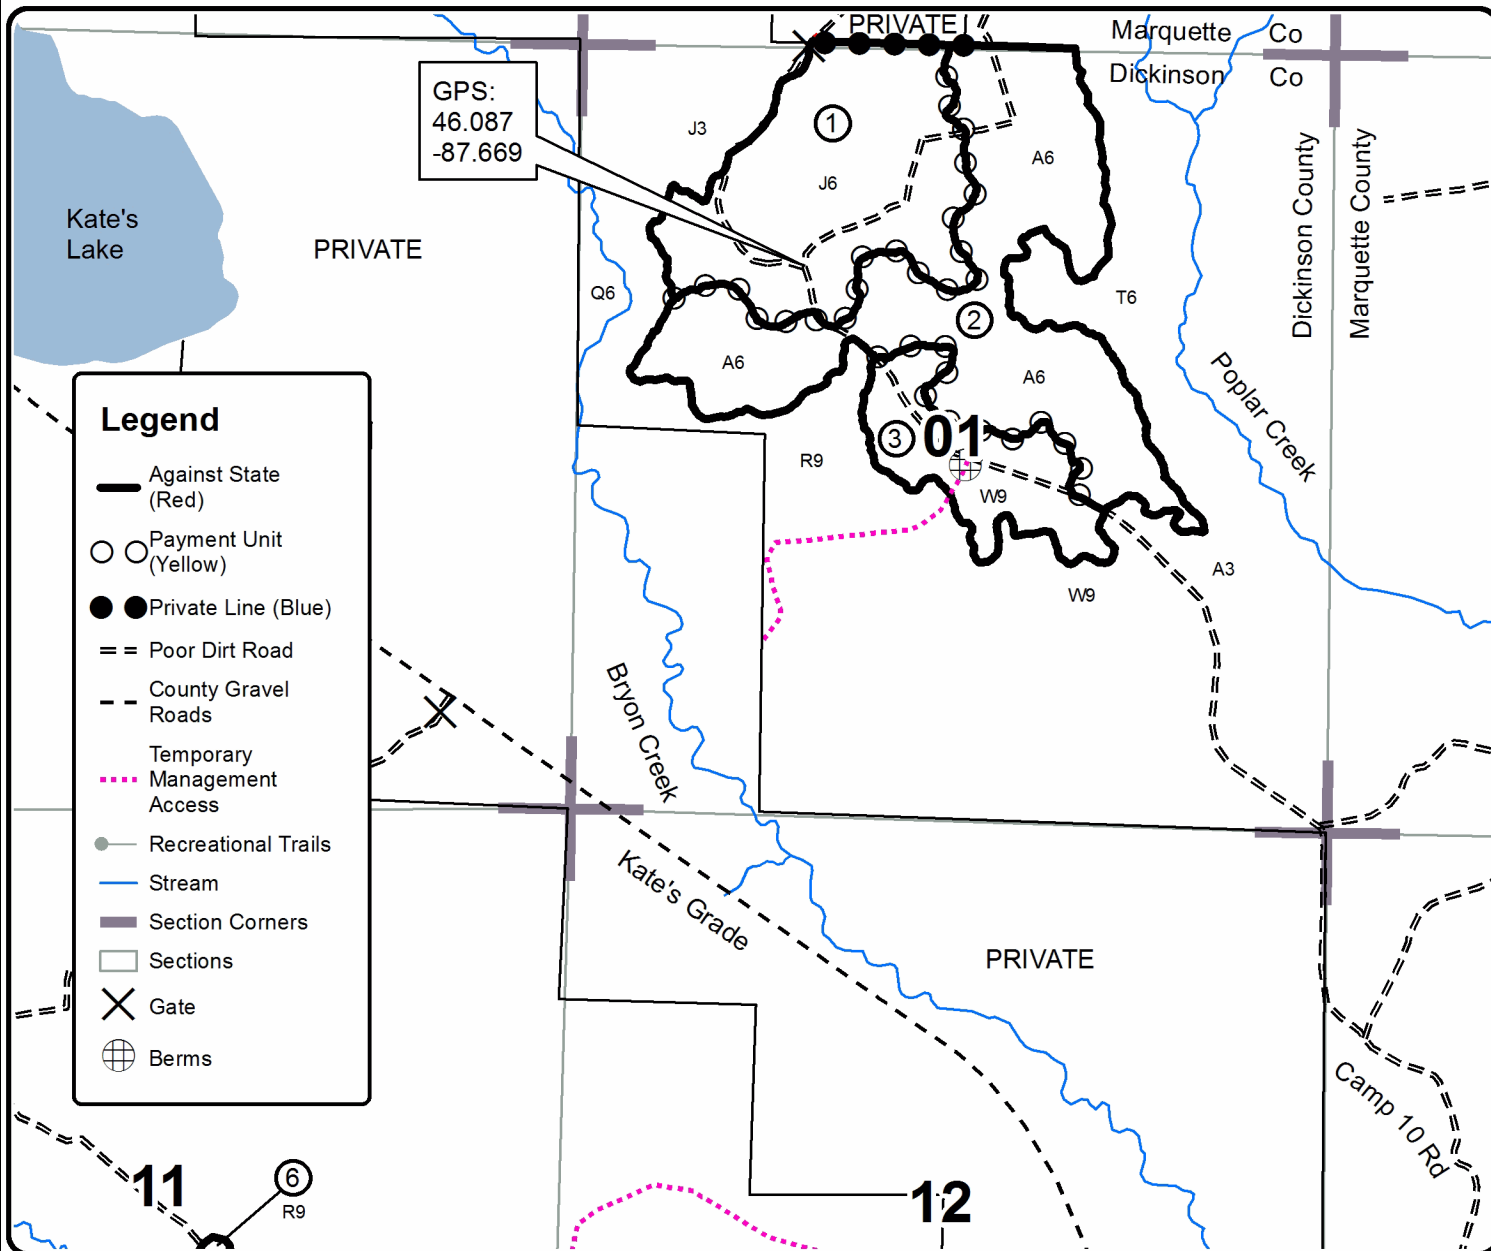 PRIVATE
Marquette Co
Dickinson Co
GPS:
46.087
-87.669
J3
1
J6
A6
Dickinson County
Marquette County
Kate's
Lake
PRIVATE
Q6
2
T6
A6
A6
Poplar Creek
3
01
R9
W9
W9
A3
Legend
Against State
(Red)
Payment Unit
(Yellow)
Private Line (Blue)
Poor Dirt Road
County Gravel
Roads
Temporary
Management
Access
Recreational Trails
Stream
Section Corners
Sections
Gate
Berms
Bryon Creek
Kate's Grade
PRIVATE
Camp 10 Rd
11
6
R9
12